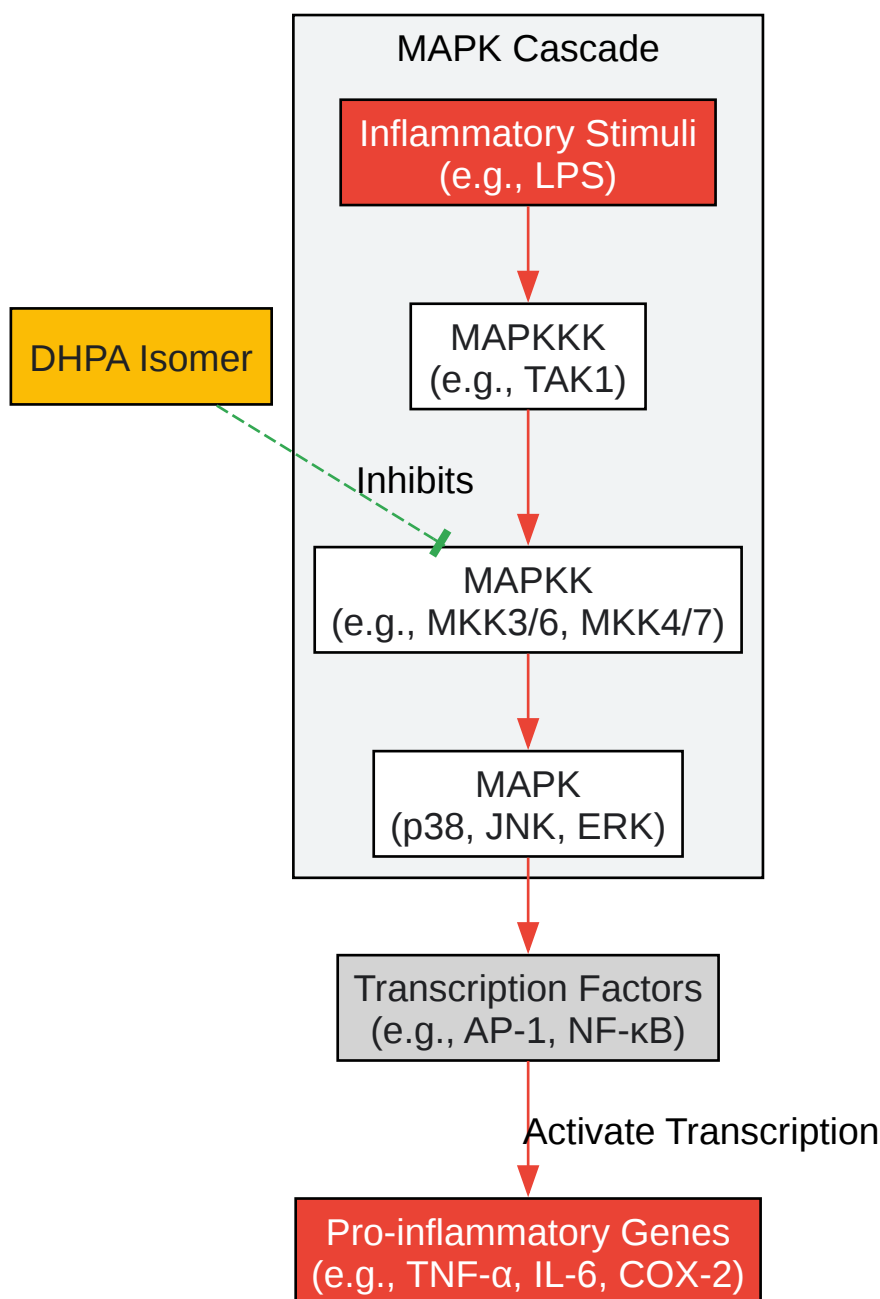 MAPK Cascade
Inflammatory Stimuli
(e.g., LPS)
MAPKKK
(e.g., TAK1)
DHPA Isomer
Inhibits
MAPKK
(e.g., MKK3/6, MKK4/7)
MAPK
(p38, JNK, ERK)
Transcription Factors
(e.g., AP-1, NF-κB)
Activate Transcription
Pro-inflammatory Genes
(e.g., TNF-α, IL-6, COX-2)